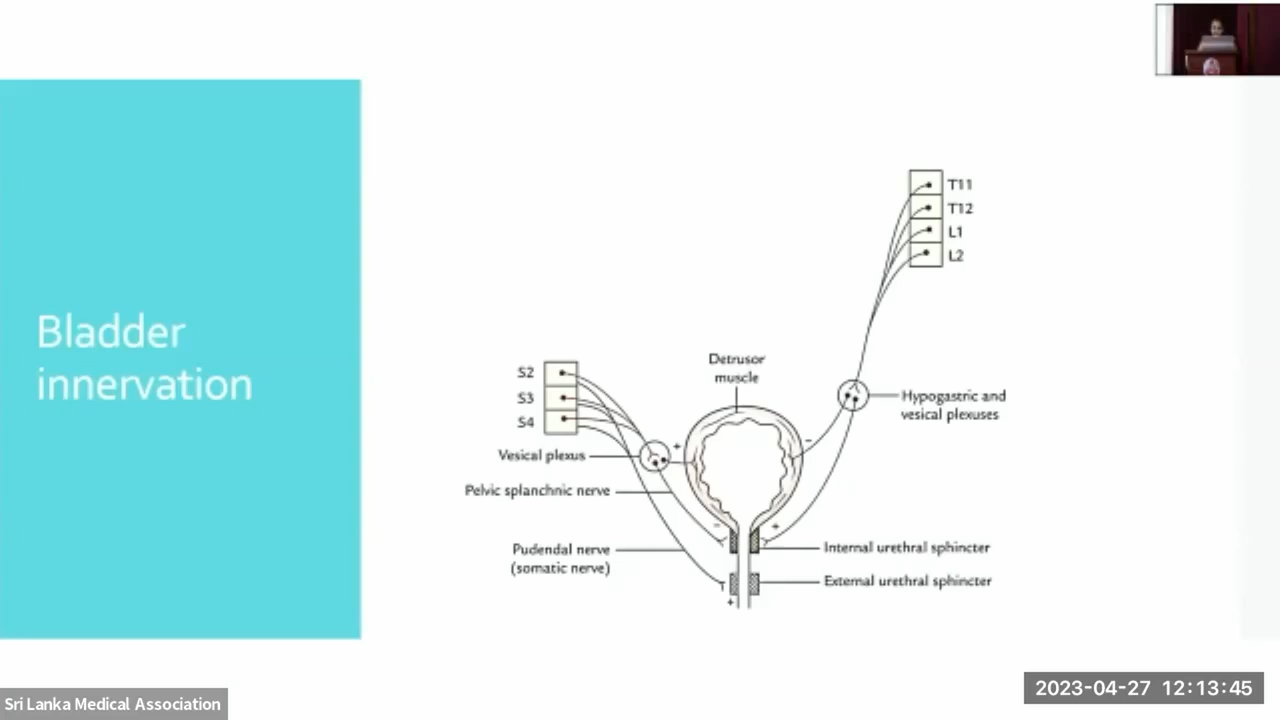 Bladder
innervation
T11
T12
L1
L2
Detrusor
muscle
S2
S3
S4
Hypogastric and
vesical plexuses
Vesical plexus
+
−
Pelvic splanchnic nerve
−
+
Pudendal nerve
(somatic nerve)
Internal urethral sphincter
External urethral sphincter
+
Sri Lanka Medical Association
2023-04-27 12:13:45